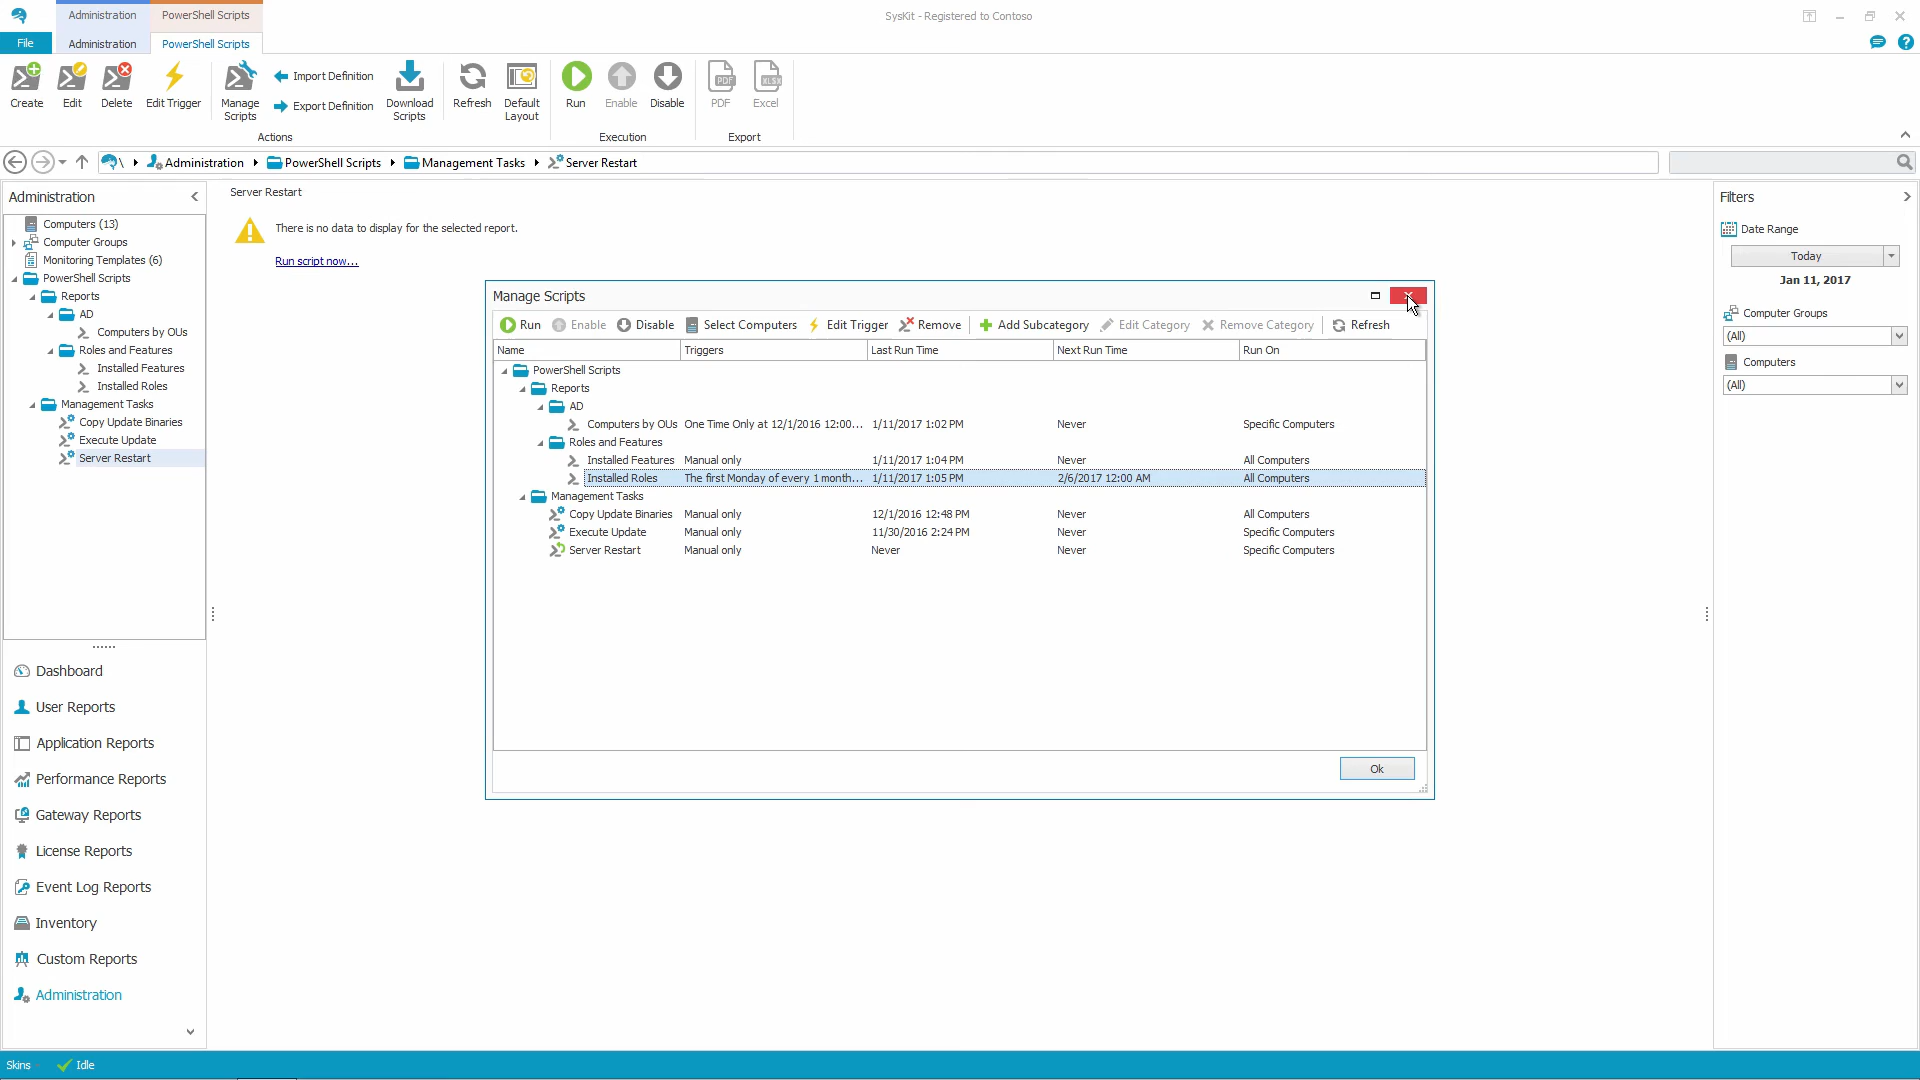 Administration
PowerShell Scripts
SysKit - Registered to Contoso
File
Administration
PowerShell Scripts
Create
Edit
Delete
Edit Trigger
Manage
Scripts
Import Definition
Export Definition
Download
Scripts
Refresh
Default
Layout
Run
Enable
Disable
PDF
PDF
XLSX
Excel
Actions
Execution
Export
\ Administration PowerShell Scripts Management Tasks Server Restart
Administration
Computers (13)
Computer Groups
Monitoring Templates (6)
PowerShell Scripts
Reports
AD
Computers by OUs
Roles and Features
Installed Features
Installed Roles
Management Tasks
Copy Update Binaries
Execute Update
Server Restart
Dashboard
User Reports
Application Reports
Performance Reports
Gateway Reports
License Reports
Event Log Reports
Inventory
Custom Reports
Administration
Server Restart
There is no data to display for the selected report.
Run script now...
Manage Scripts
Run Enable Disable Select Computers Edit Trigger Remove Add Subcategory Edit Category Remove Category Refresh
Name Triggers Last Run Time Next Run Time Run On
PowerShell Scripts
Reports
AD
Computers by OUs One Time Only at 12/1/2016 12:00... 1/11/2017 1:02 PM Never Specific Computers
Roles and Features
Installed Features Manual only 1/11/2017 1:04 PM Never All Computers
Installed Roles The first Monday of every 1 month... 1/11/2017 1:05 PM 2/6/2017 12:00 AM All Computers
Management Tasks
Copy Update Binaries Manual only 12/1/2016 12:48 PM Never All Computers
Execute Update Manual only 11/30/2016 2:24 PM Never Specific Computers
Server Restart Manual only Never Never Specific Computers
Ok
Filters
Date Range
Today
Jan 11, 2017
Computer Groups
(All)
Computers
(All)
Skins Idle